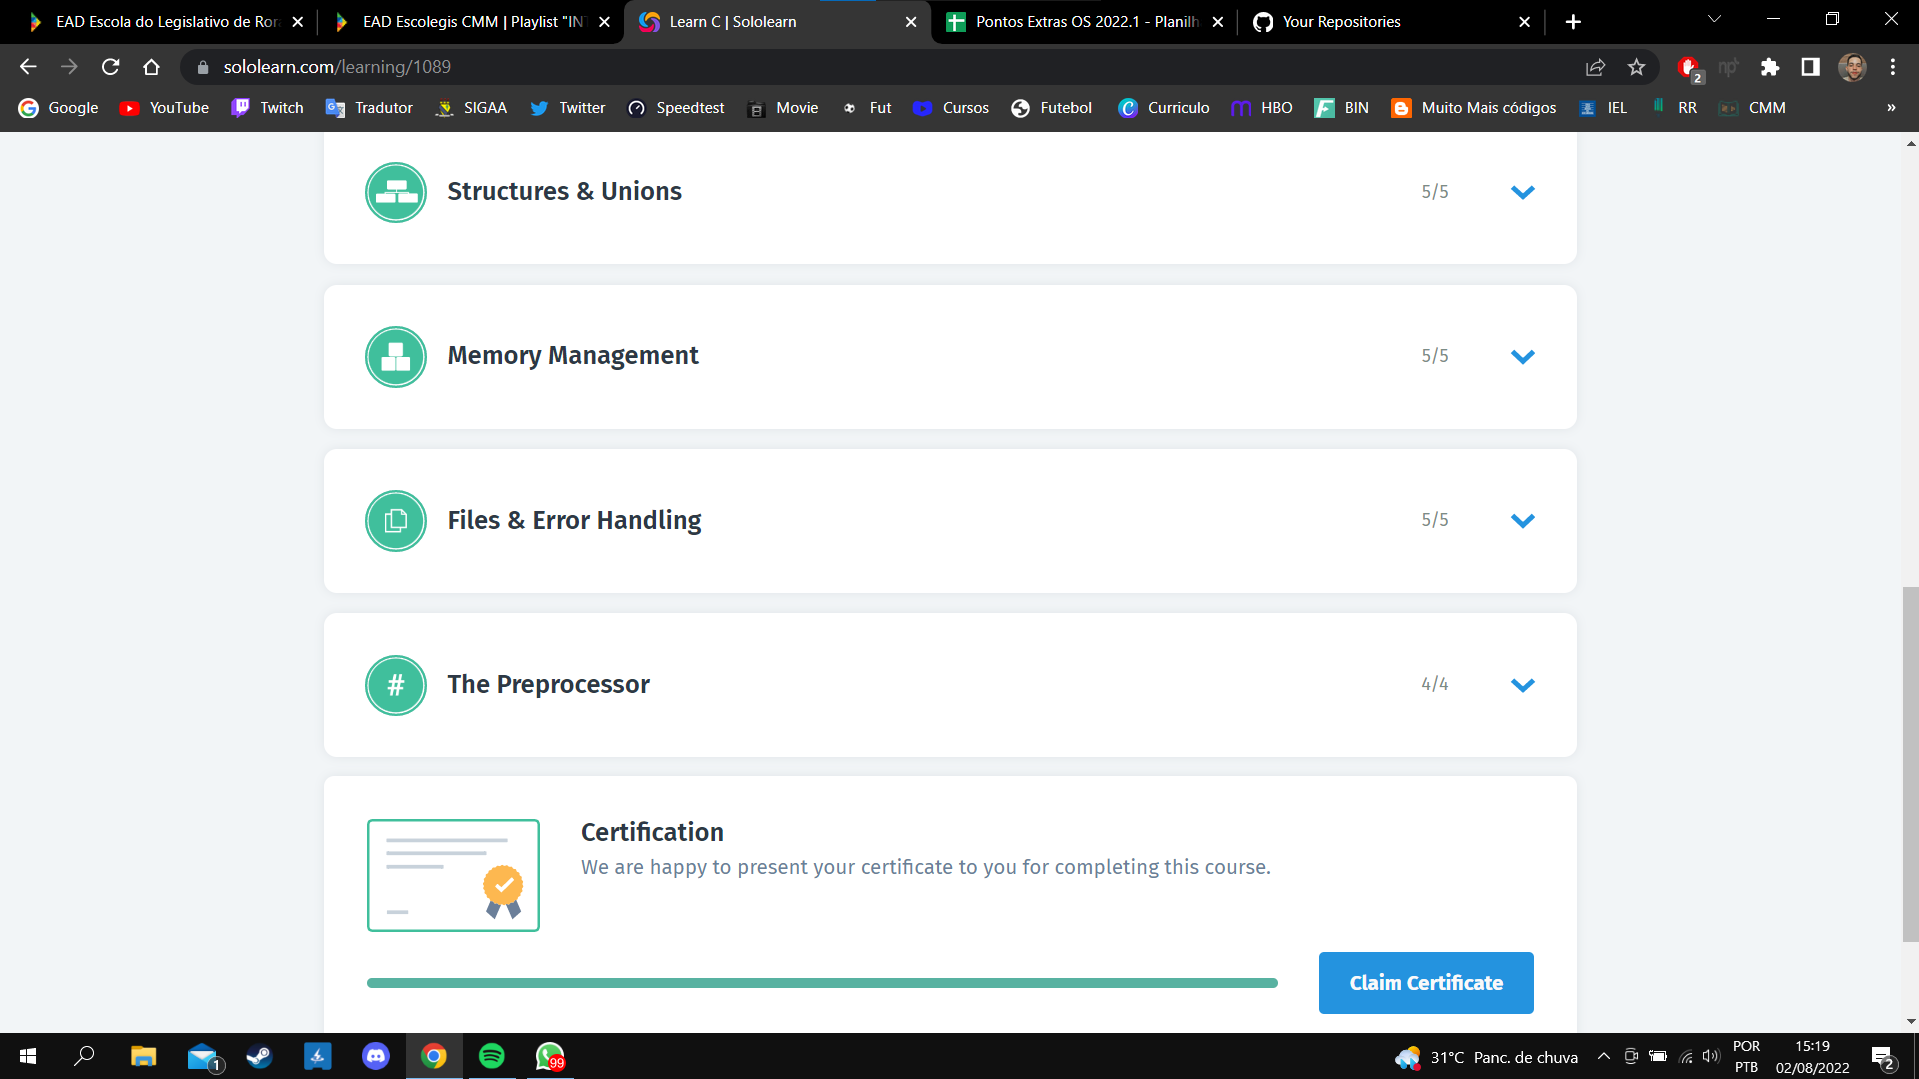 EAD Escola do Legislativo de Ror
EAD Escolegis CMM | Playlist "IN
Learn C | Sololearn
Pontos Extras OS 2022.1 - Planilh
Your Repositories
sololearn.com/learning/1089
2
Google
YouTube
Twitch
Tradutor
SIGAA
Twitter
Speedtest
Movie
Fut
Cursos
Futebol
Curriculo
HBO
BIN
Muito Mais códigos
IEL
RR
CMM
»
Structures & Unions
5/5
Memory Management
5/5
Files & Error Handling
5/5
# The Preprocessor
4/4
Certification
We are happy to present your certificate to you for completing this course.
Claim Certificate
1
99
31°C Panc. de chuva
POR
PTB
15:19
02/08/2022
2